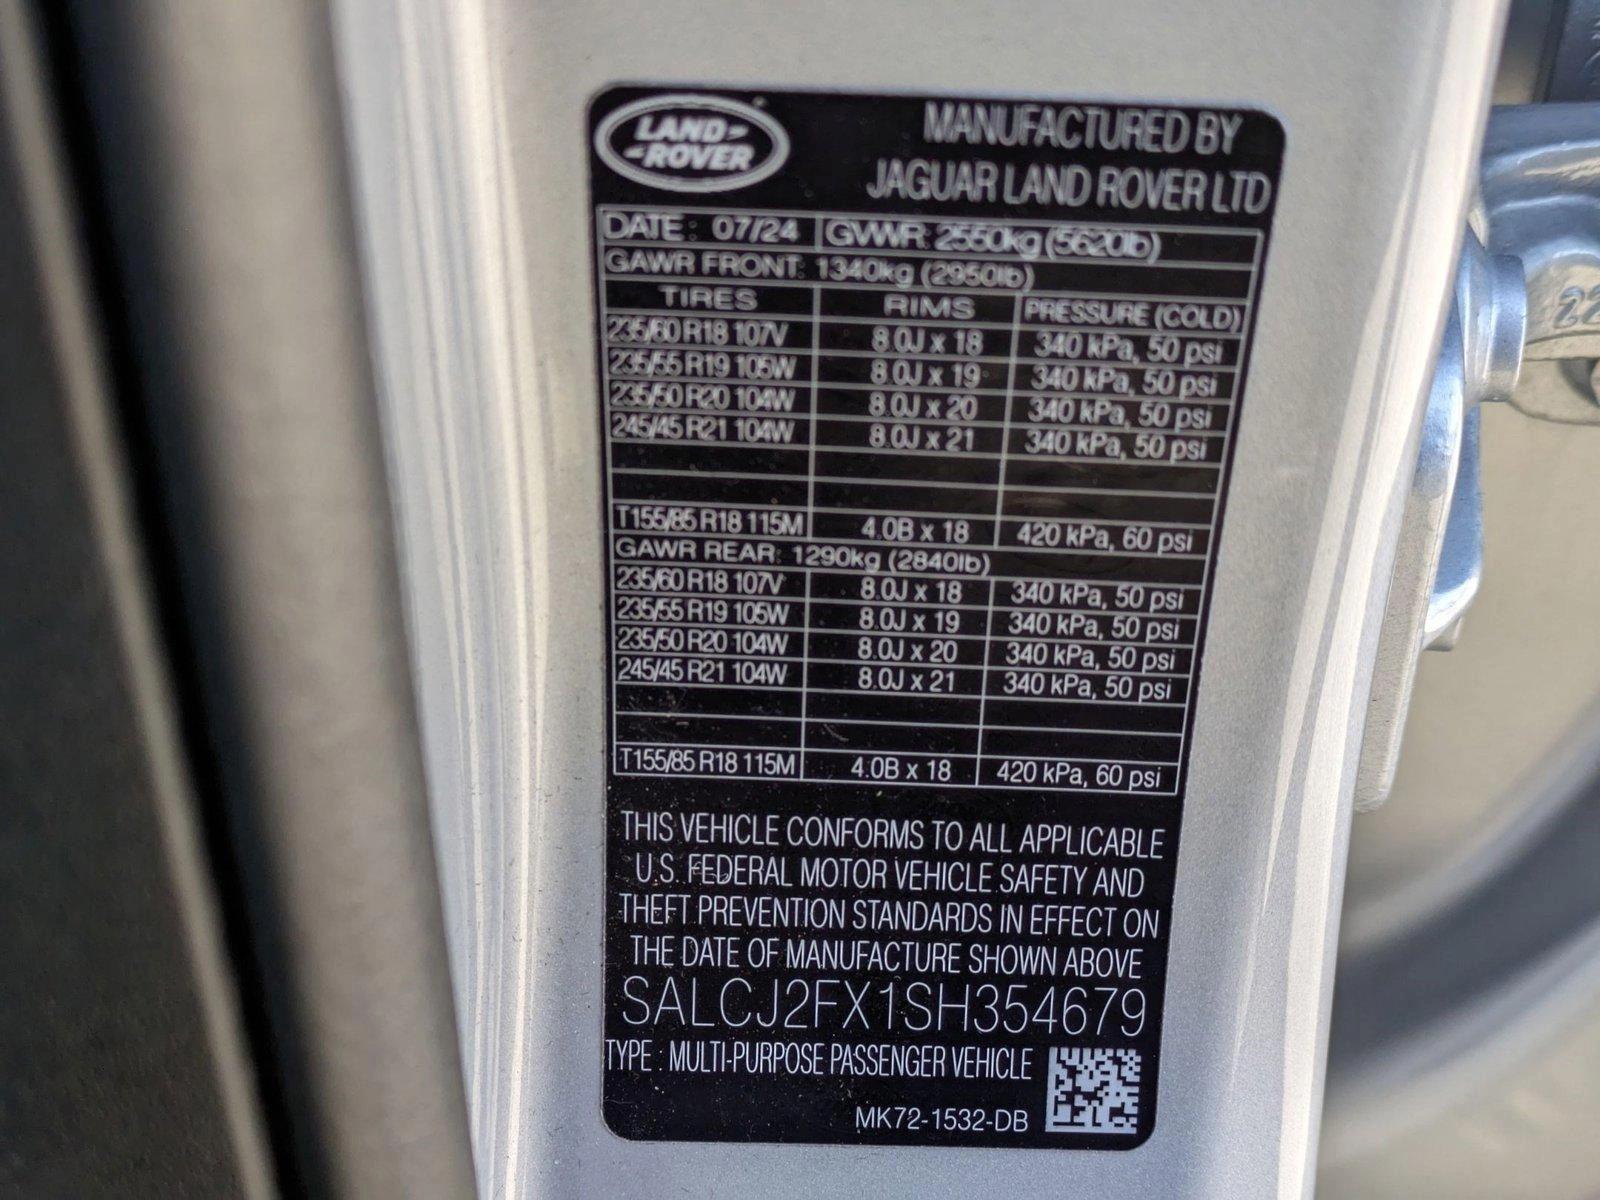 LAND-
-ROVER
MANUFACTURED BY
JAGUAR LAND ROVER LTD
DATE: 07/24 GVWR: 2550kg (5620lb)
GAWR FRONT: 1340kg (2950lb)
TIRES RIMS PRESSURE (COLD)
235/60 R18 107V 8.0J x 18 340 kPa, 50 psi
235/55 R19 105W 8.0J x 19 340 kPa, 50 psi
235/50 R20 104W 8.0J x 20 340 kPa, 50 psi
245/45 R21 104W 8.0J x 21 340 kPa, 50 psi
T155/85 R18 115M 4.0B x 18 420 kPa, 60 psi
GAWR REAR: 1290kg (2840lb)
235/60 R18 107V 8.0J x 18 340 kPa, 50 psi
235/55 R19 105W 8.0J x 19 340 kPa, 50 psi
235/50 R20 104W 8.0J x 20 340 kPa, 50 psi
245/45 R21 104W 8.0J x 21 340 kPa, 50 psi
T155/85 R18 115M 4.0B x 18 420 kPa, 60 psi
THIS VEHICLE CONFORMS TO ALL APPLICABLE
U.S. FEDERAL MOTOR VEHICLE SAFETY AND
THEFT PREVENTION STANDARDS IN EFFECT ON
THE DATE OF MANUFACTURE SHOWN ABOVE
SALCJ2FX1SH354679
TYPE : MULTI-PURPOSE PASSENGER VEHICLE
MK72-1532-DB